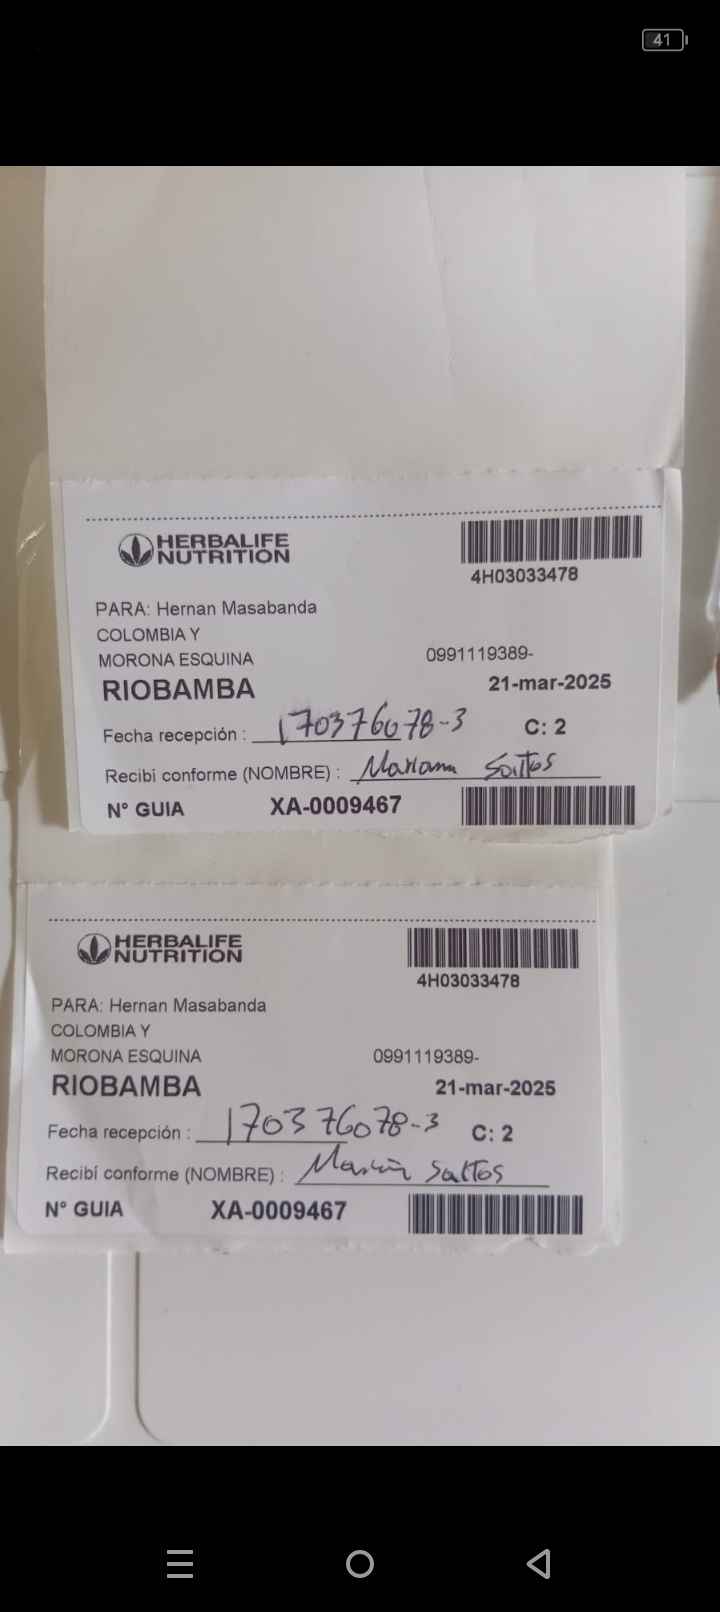 41
HERBALIFE
NUTRITION
4H03033478
PARA: Hernan Masabanda
COLOMBIA Y
MORONA ESQUINA 0991119389-
RIOBAMBA 21-mar-2025
Fecha recepción : 170376078-3 C: 2
Recibí conforme (NOMBRE) : Mariana Saltos
N° GUIA XA-0009467
HERBALIFE
NUTRITION
4H03033478
PARA: Hernan Masabanda
COLOMBIA Y
MORONA ESQUINA 0991119389-
RIOBAMBA 21-mar-2025
Fecha recepción : 170376078-3 C: 2
Recibí conforme (NOMBRE) : Saltos
N° GUIA XA-0009467